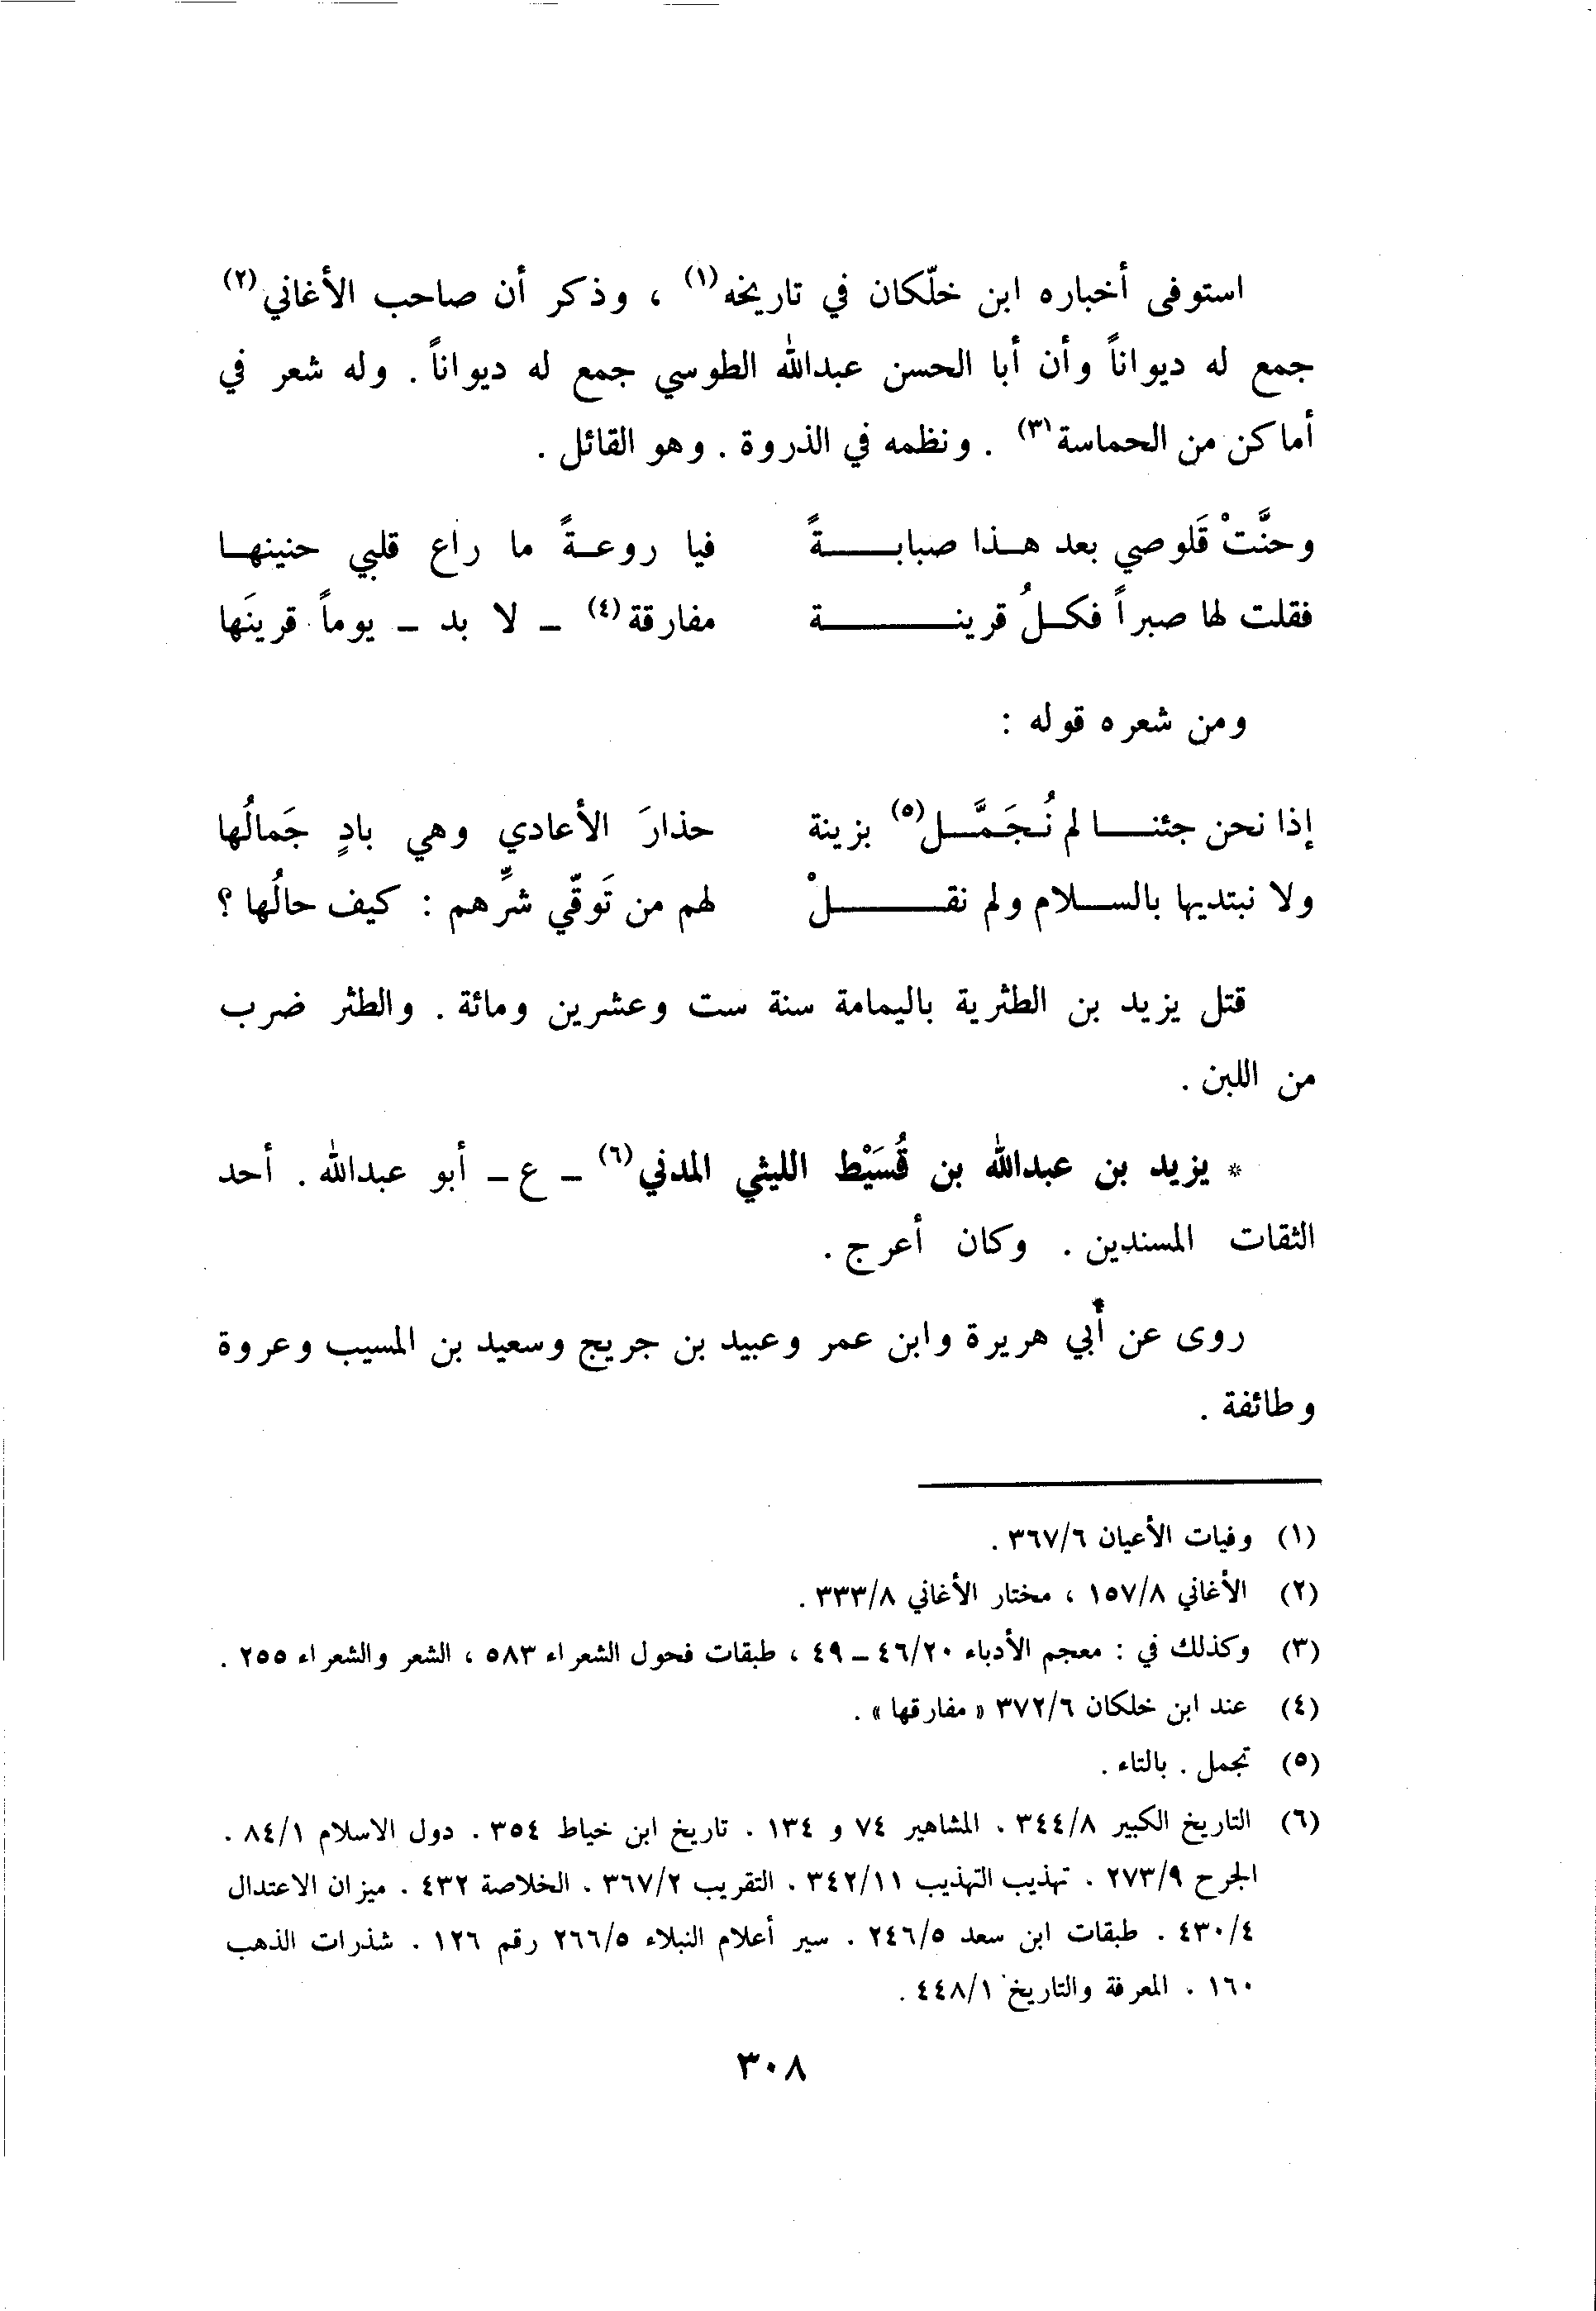 استوفى أخباره ابن خلّكان في تاريخه(١) ، وذكر أن صاحب الأغاني(٢)
جمع له ديواناً وأن أبا الحسن عبدالله الطوسي جمع له ديواناً . وله شعر في
أماكن من الحماسة(٣) . ونظمه في الذروة . وهو القائل .
وحنَّتْ قَلوصي بعد هذا صبابةً فيا روعةً ما راع قلبي حنينها
فقلت لها صبراً فكلُ قرينة مفارقة(٤) – لا بد – يوماً قرينَها
ومن شعره قوله :
إذا نحن جئنا لم نُجَمَّل(٥) بزينة حذارَ الأعادي وهي بادٍ جَمالُها
ولا نبتديها بالسلام ولم نقلْ لهم من تَوقّي شرِّهم : كيف حالُها ؟
قتل يزيد بن الطثرية باليمامة سنة ست وعشرين ومائة . والطثر ضرب
من اللبن .
* يزيد بن عبدالله بن قُسَيْط الليثي المدني(٦) – ع – أبو عبدالله . أحد
الثقات المسندين . وكان أعرج .
روى عن أبي هريرة وابن عمر وعبيد بن جريج وسعيد بن المسيب وعروة
وطائفة .
(١) وفيات الأعيان ٣٦٧/٦ .
(٢) الأغاني ١٥٧/٨ ، مختار الأغاني ٣٣٣/٨ .
(٣) وكذلك في : معجم الأدباء ٤٦/٢٠ – ٤٩ ، طبقات فحول الشعراء ٥٨٣ ، الشعر والشعراء ٢٥٥ .
(٤) عند ابن خلكان ٣٧٢/٦ « مفارقها » .
(٥) تجمل . بالتاء .
(٦) التاريخ الكبير ٣٤٤/٨ . المشاهير ٧٤ و ١٣٤ . تاريخ ابن خياط ٣٥٤ . دول الاسلام ٨٤/١ .
الجرح ٢٧٣/٩ . تهذيب التهذيب ٣٤٢/١١ . التقريب ٣٦٧/٢ . الخلاصة ٤٣٢ . ميزان الاعتدال
٤٣٠/٤ . طبقات ابن سعد ٢٤٦/٥ . سير أعلام النبلاء ٢٦٦/٥ رقم ١٢٦ . شذرات الذهب
١٦٠ . المعرفة والتاريخ ٤٤٨/١ .
٣٠٨